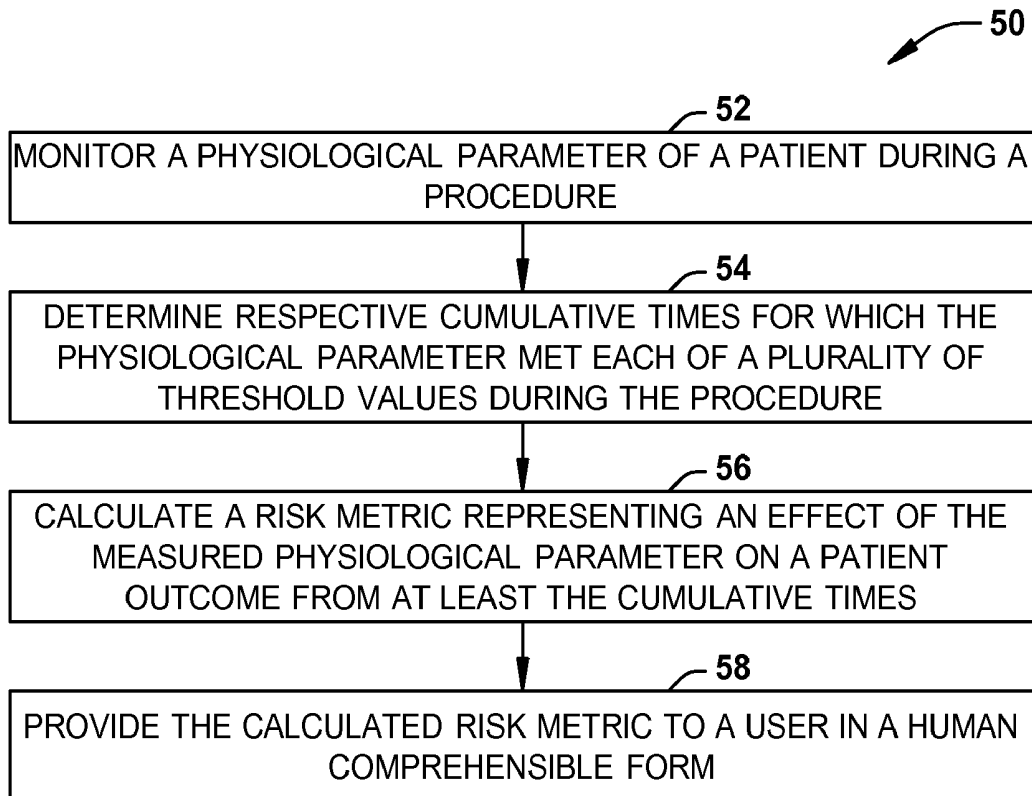 50
52
MONITOR A PHYSIOLOGICAL PARAMETER OF A PATIENT DURING A
PROCEDURE
54
DETERMINE RESPECTIVE CUMULATIVE TIMES FOR WHICH THE
PHYSIOLOGICAL PARAMETER MET EACH OF A PLURALITY OF
THRESHOLD VALUES DURING THE PROCEDURE
56
CALCULATE A RISK METRIC REPRESENTING AN EFFECT OF THE
MEASURED PHYSIOLOGICAL PARAMETER ON A PATIENT
OUTCOME FROM AT LEAST THE CUMULATIVE TIMES
58
PROVIDE THE CALCULATED RISK METRIC TO A USER IN A HUMAN
COMPREHENSIBLE FORM